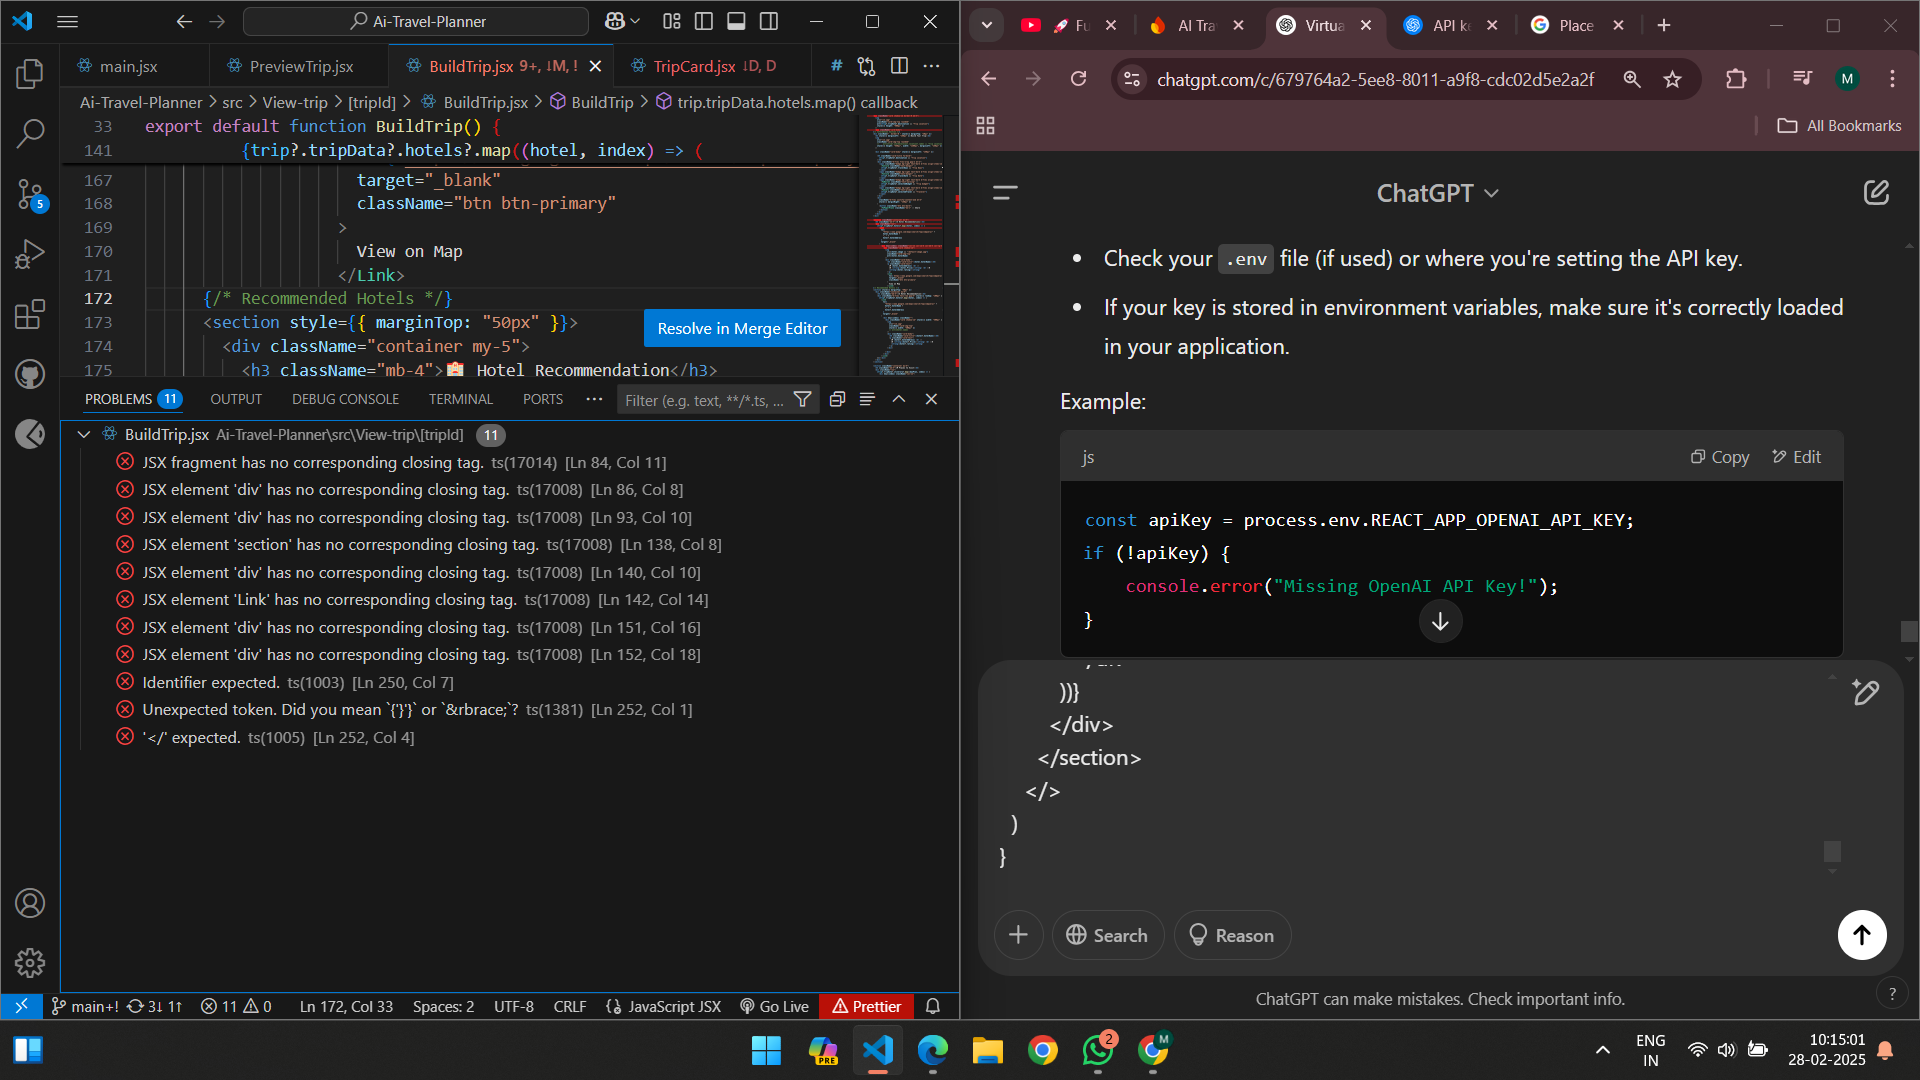 Ai-Travel-Planner
main.jsx
PreviewTrip.jsx
BuildTrip.jsx 9+, ↓M, !
TripCard.jsx ↓D, D
Ai-Travel-Planner > src > View-trip > [tripId] > BuildTrip.jsx > BuildTrip > trip.tripData.hotels.map() callback
33 export default function BuildTrip() {
141 {trip?.tripData?.hotels?.map((hotel, index) => (
167 target="_blank"
168 className="btn btn-primary"
169 >
170 View on Map
171 </Link>
172 {/* Recommended Hotels */}
173 <section style={{ marginTop: "50px" }}>
Resolve in Merge Editor
174 <div className="container my-5">
175 <h3 className="mb-4">🏨 Hotel Recommendation</h3>
PROBLEMS 11
OUTPUT
DEBUG CONSOLE
TERMINAL
PORTS
Filter (e.g. text, **/*.ts, ...
BuildTrip.jsx Ai-Travel-Planner\src\View-trip\[tripId] 11
JSX fragment has no corresponding closing tag. ts(17014) [Ln 84, Col 11]
JSX element 'div' has no corresponding closing tag. ts(17008) [Ln 86, Col 8]
JSX element 'div' has no corresponding closing tag. ts(17008) [Ln 93, Col 10]
JSX element 'section' has no corresponding closing tag. ts(17008) [Ln 138, Col 8]
JSX element 'div' has no corresponding closing tag. ts(17008) [Ln 140, Col 10]
JSX element 'Link' has no corresponding closing tag. ts(17008) [Ln 142, Col 14]
JSX element 'div' has no corresponding closing tag. ts(17008) [Ln 151, Col 16]
JSX element 'div' has no corresponding closing tag. ts(17008) [Ln 152, Col 18]
Identifier expected. ts(1003) [Ln 250, Col 7]
Unexpected token. Did you mean `{'}'}` or `&rbrace;`? ts(1381) [Ln 252, Col 1]
'</' expected. ts(1005) [Ln 252, Col 4]
5
main+! 3↓ 1↑ 11 0 Ln 172, Col 33 Spaces: 2 UTF-8 CRLF {} JavaScript JSX Go Live Prettier
Fu
AI Tra
Virtua
API ke
Place
chatgpt.com/c/679764a2-5ee8-8011-a9f8-cdc02d5e2a2f
M
All Bookmarks
ChatGPT
Check your .env file (if used) or where you're setting the API key.
If your key is stored in environment variables, make sure it's correctly loaded
in your application.
Example:
js
Copy
Edit
const apiKey = process.env.REACT_APP_OPENAI_API_KEY;
if (!apiKey) {
console.error("Missing OpenAI API Key!");
}
))}
</div>
</section>
</>
)
}
Search
Reason
ChatGPT can make mistakes. Check important info.
?
PRE
2
M
ENG
IN
10:15:01
28-02-2025